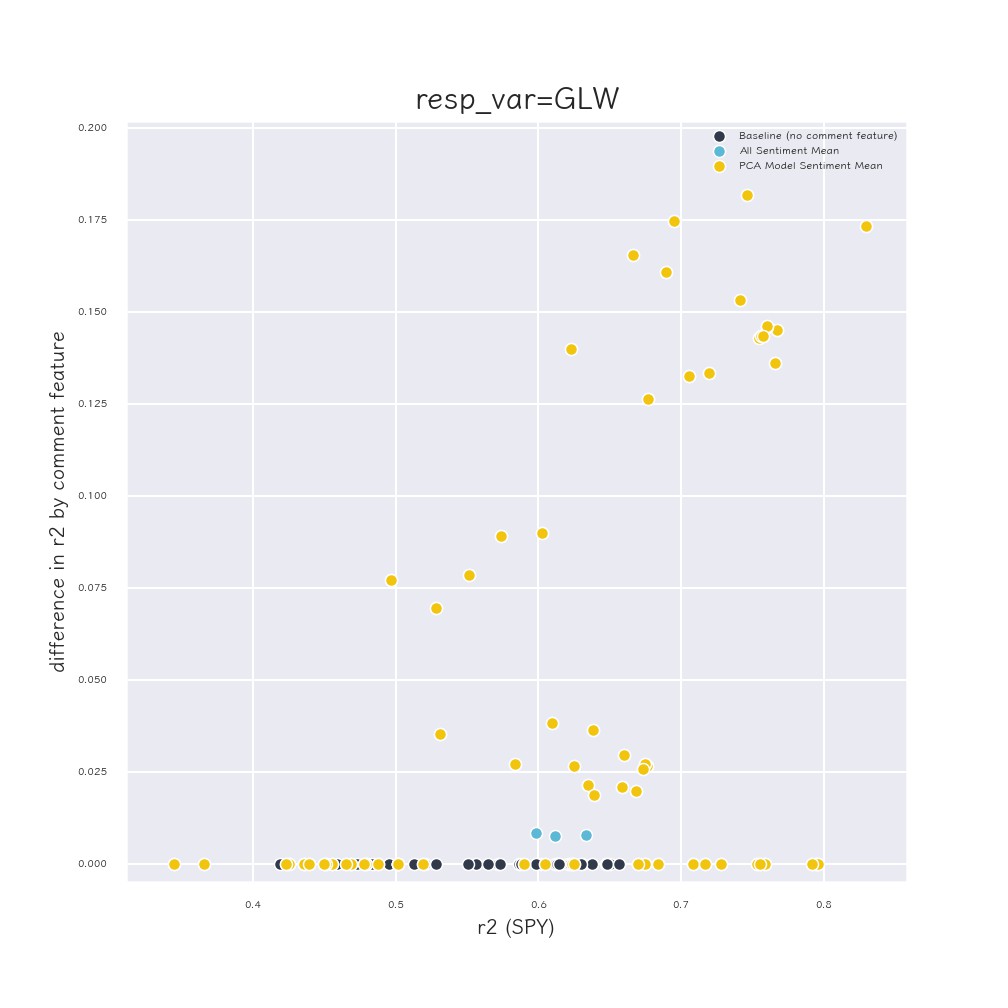 resp_var=GLW
0.200
Baseline (no comment feature)
All Sentiment Mean
PCA Model Sentiment Mean
0.175
0.150
0.125
0.100
0.075
0.050
0.025
0.000
difference in r2 by comment feature
0.4 0.5 0.6 0.7 0.8
r2 (SPY)